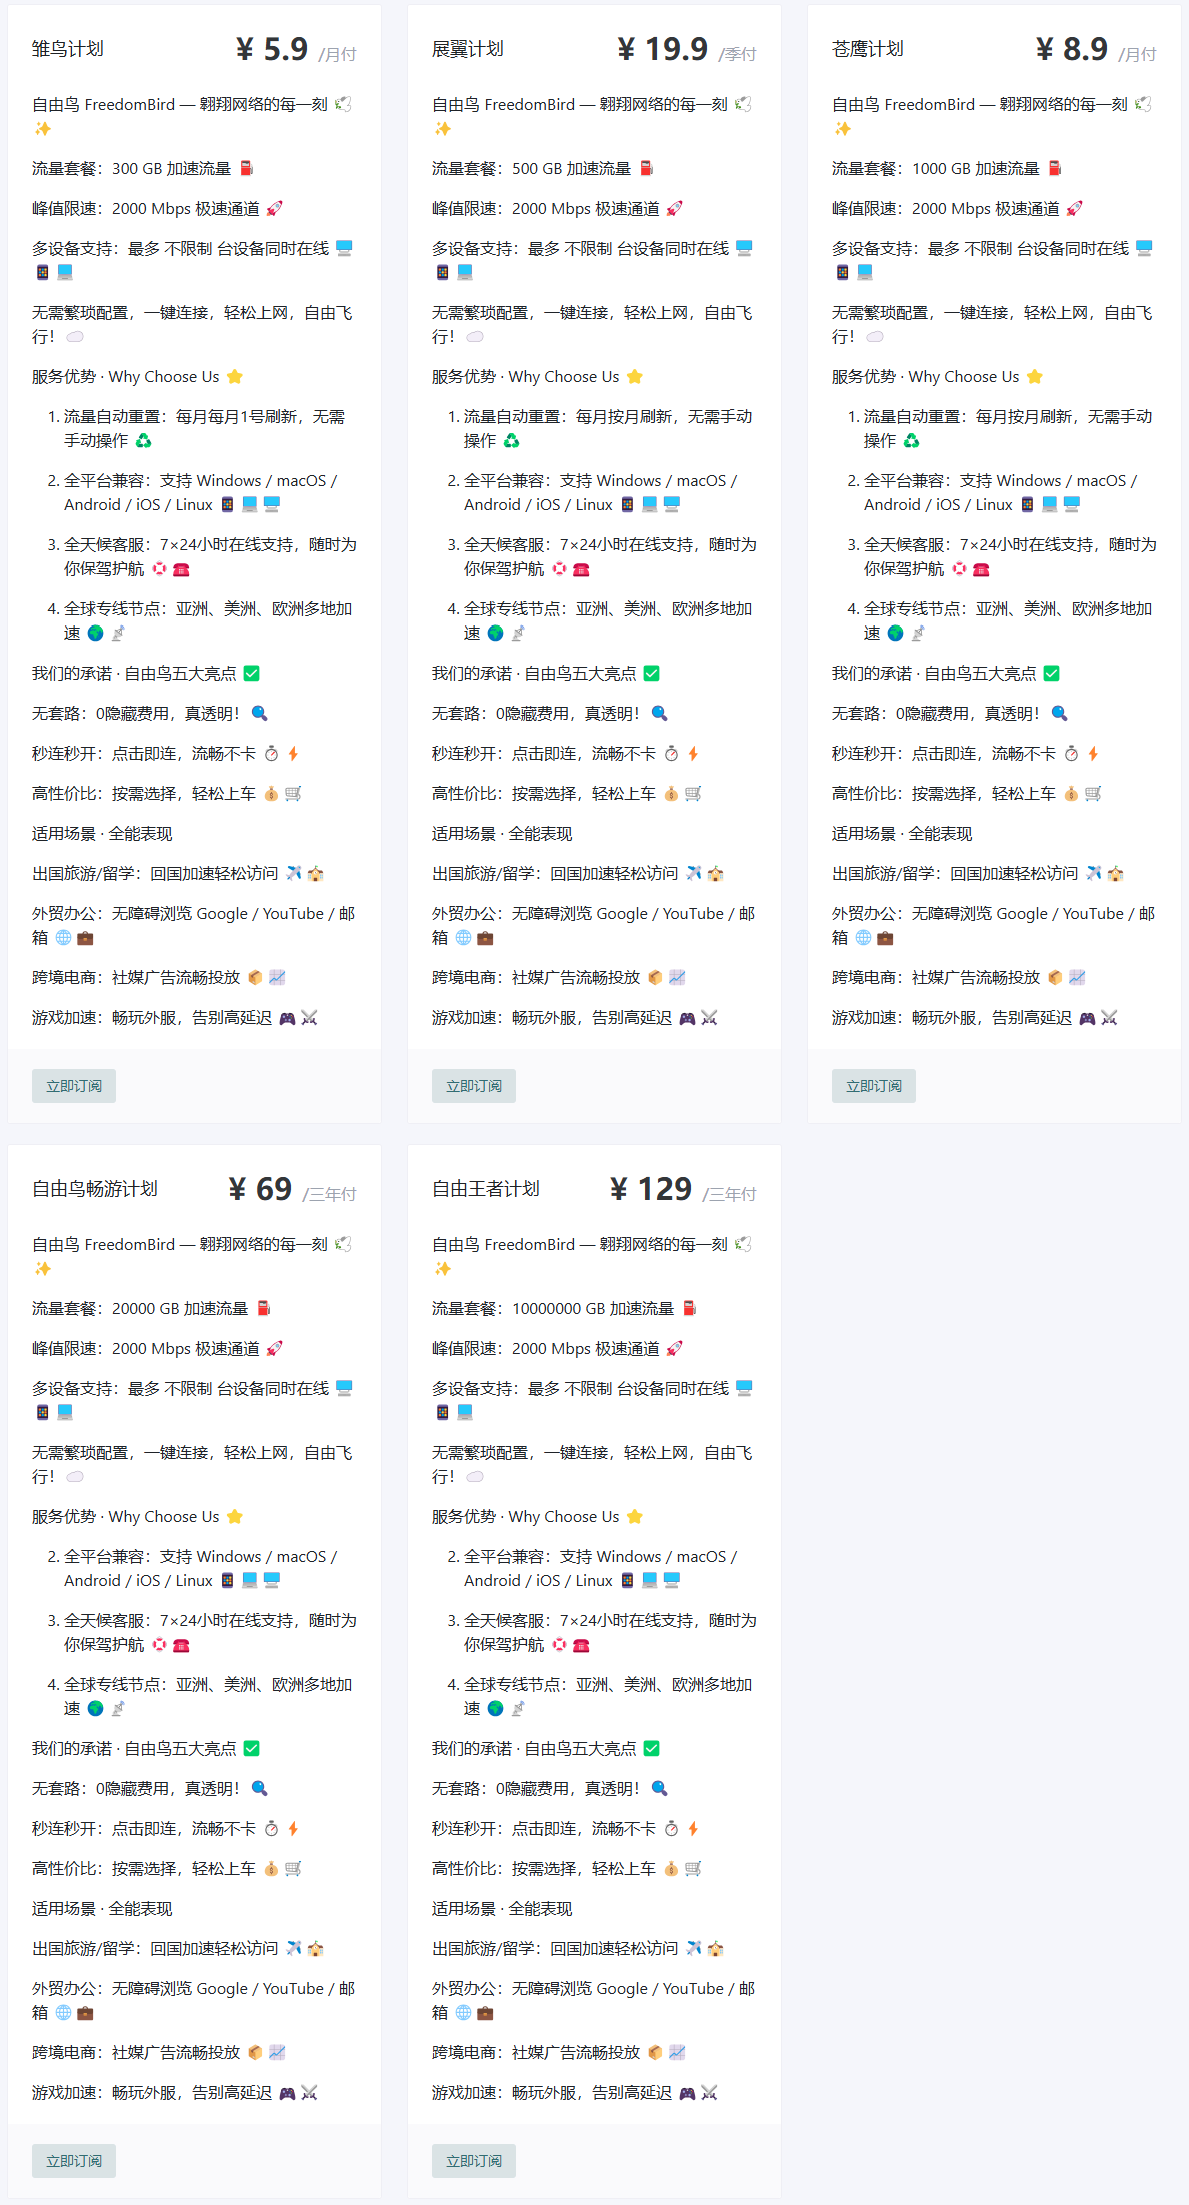 雏鸟计划
¥ 5.9 /月付
自由鸟 FreedomBird — 翱翔网络的每一刻 🕊️
✨
流量套餐：300 GB 加速流量 ⛽
峰值限速：2000 Mbps 极速通道 🚀
多设备支持：最多 不限制 台设备同时在线 🖥️
📱 💻
无需繁琐配置，一键连接，轻松上网，自由飞
行！ ☁️
服务优势 · Why Choose Us ⭐
1. 流量自动重置：每月每月1号刷新，无需
手动操作 ♻️
2. 全平台兼容：支持 Windows / macOS /
Android / iOS / Linux 📱 💻 🖥️
3. 全天候客服：7×24小时在线支持，随时为
你保驾护航 🛟 ☎️
4. 全球专线节点：亚洲、美洲、欧洲多地加
速 🌍 📡
我们的承诺 · 自由鸟五大亮点 ✅
无套路：0隐藏费用，真透明！ 🔍
秒连秒开：点击即连，流畅不卡 ⏱️ ⚡
高性价比：按需选择，轻松上车 💰 🛒
适用场景 · 全能表现
出国旅游/留学：回国加速轻松访问 ✈️ 🏫
外贸办公：无障碍浏览 Google / YouTube / 邮
箱 🌐 💼
跨境电商：社媒广告流畅投放 📦 📈
游戏加速：畅玩外服，告别高延迟 🎮 ⚔️
立即订阅
展翼计划
¥ 19.9 /季付
自由鸟 FreedomBird — 翱翔网络的每一刻 🕊️
✨
流量套餐：500 GB 加速流量 ⛽
峰值限速：2000 Mbps 极速通道 🚀
多设备支持：最多 不限制 台设备同时在线 🖥️
📱 💻
无需繁琐配置，一键连接，轻松上网，自由飞
行！ ☁️
服务优势 · Why Choose Us ⭐
1. 流量自动重置：每月按月刷新，无需手动
操作 ♻️
2. 全平台兼容：支持 Windows / macOS /
Android / iOS / Linux 📱 💻 🖥️
3. 全天候客服：7×24小时在线支持，随时为
你保驾护航 🛟 ☎️
4. 全球专线节点：亚洲、美洲、欧洲多地加
速 🌍 📡
我们的承诺 · 自由鸟五大亮点 ✅
无套路：0隐藏费用，真透明！ 🔍
秒连秒开：点击即连，流畅不卡 ⏱️ ⚡
高性价比：按需选择，轻松上车 💰 🛒
适用场景 · 全能表现
出国旅游/留学：回国加速轻松访问 ✈️ 🏫
外贸办公：无障碍浏览 Google / YouTube / 邮
箱 🌐 💼
跨境电商：社媒广告流畅投放 📦 📈
游戏加速：畅玩外服，告别高延迟 🎮 ⚔️
立即订阅
苍鹰计划
¥ 8.9 /月付
自由鸟 FreedomBird — 翱翔网络的每一刻 🕊️
✨
流量套餐：1000 GB 加速流量 ⛽
峰值限速：2000 Mbps 极速通道 🚀
多设备支持：最多 不限制 台设备同时在线 🖥️
📱 💻
无需繁琐配置，一键连接，轻松上网，自由飞
行！ ☁️
服务优势 · Why Choose Us ⭐
1. 流量自动重置：每月按月刷新，无需手动
操作 ♻️
2. 全平台兼容：支持 Windows / macOS /
Android / iOS / Linux 📱 💻 🖥️
3. 全天候客服：7×24小时在线支持，随时为
你保驾护航 🛟 ☎️
4. 全球专线节点：亚洲、美洲、欧洲多地加
速 🌍 📡
我们的承诺 · 自由鸟五大亮点 ✅
无套路：0隐藏费用，真透明！ 🔍
秒连秒开：点击即连，流畅不卡 ⏱️ ⚡
高性价比：按需选择，轻松上车 💰 🛒
适用场景 · 全能表现
出国旅游/留学：回国加速轻松访问 ✈️ 🏫
外贸办公：无障碍浏览 Google / YouTube / 邮
箱 🌐 💼
跨境电商：社媒广告流畅投放 📦 📈
游戏加速：畅玩外服，告别高延迟 🎮 ⚔️
立即订阅
自由鸟畅游计划
¥ 69 /三年付
自由鸟 FreedomBird — 翱翔网络的每一刻 🕊️
✨
流量套餐：20000 GB 加速流量 ⛽
峰值限速：2000 Mbps 极速通道 🚀
多设备支持：最多 不限制 台设备同时在线 🖥️
📱 💻
无需繁琐配置，一键连接，轻松上网，自由飞
行！ ☁️
服务优势 · Why Choose Us ⭐
2. 全平台兼容：支持 Windows / macOS /
Android / iOS / Linux 📱 💻 🖥️
3. 全天候客服：7×24小时在线支持，随时为
你保驾护航 🛟 ☎️
4. 全球专线节点：亚洲、美洲、欧洲多地加
速 🌍 📡
我们的承诺 · 自由鸟五大亮点 ✅
无套路：0隐藏费用，真透明！ 🔍
秒连秒开：点击即连，流畅不卡 ⏱️ ⚡
高性价比：按需选择，轻松上车 💰 🛒
适用场景 · 全能表现
出国旅游/留学：回国加速轻松访问 ✈️ 🏫
外贸办公：无障碍浏览 Google / YouTube / 邮
箱 🌐 💼
跨境电商：社媒广告流畅投放 📦 📈
游戏加速：畅玩外服，告别高延迟 🎮 ⚔️
立即订阅
自由王者计划
¥ 129 /三年付
自由鸟 FreedomBird — 翱翔网络的每一刻 🕊️
✨
流量套餐：10000000 GB 加速流量 ⛽
峰值限速：2000 Mbps 极速通道 🚀
多设备支持：最多 不限制 台设备同时在线 🖥️
📱 💻
无需繁琐配置，一键连接，轻松上网，自由飞
行！ ☁️
服务优势 · Why Choose Us ⭐
2. 全平台兼容：支持 Windows / macOS /
Android / iOS / Linux 📱 💻 🖥️
3. 全天候客服：7×24小时在线支持，随时为
你保驾护航 🛟 ☎️
4. 全球专线节点：亚洲、美洲、欧洲多地加
速 🌍 📡
我们的承诺 · 自由鸟五大亮点 ✅
无套路：0隐藏费用，真透明！ 🔍
秒连秒开：点击即连，流畅不卡 ⏱️ ⚡
高性价比：按需选择，轻松上车 💰 🛒
适用场景 · 全能表现
出国旅游/留学：回国加速轻松访问 ✈️ 🏫
外贸办公：无障碍浏览 Google / YouTube / 邮
箱 🌐 💼
跨境电商：社媒广告流畅投放 📦 📈
游戏加速：畅玩外服，告别高延迟 🎮 ⚔️
立即订阅